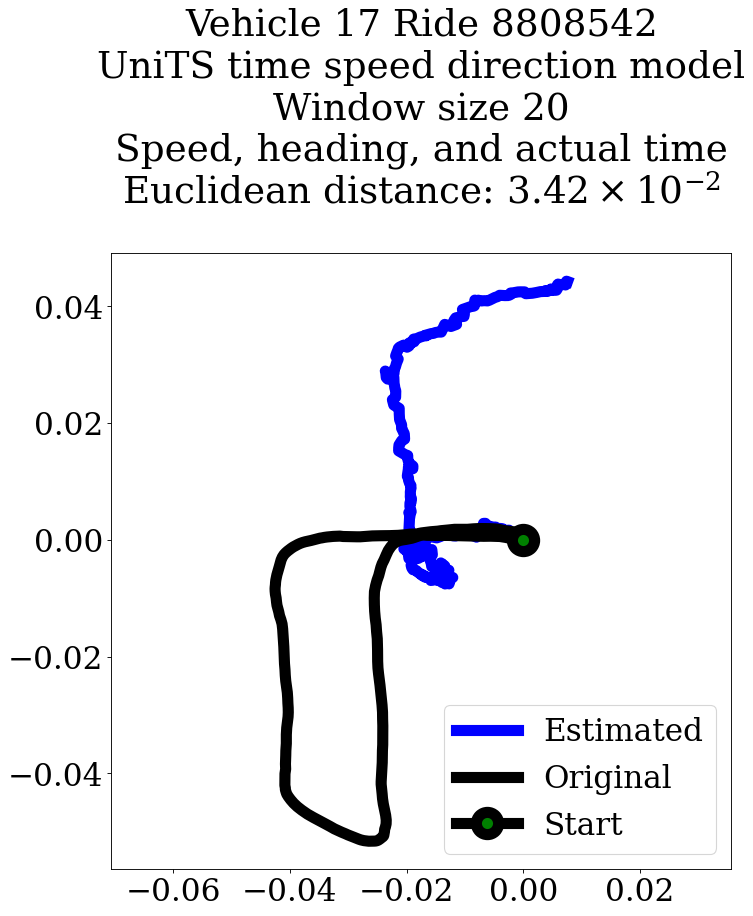 Vehicle 17 Ride 8808542
UniTS time speed direction model
Window size 20
Speed, heading, and actual time
Euclidean distance: 3.42 × 10⁻²
0.04
0.02
0.00
−0.02
−0.04
Estimated
Original
Start
−0.06 −0.04 −0.02 0.00 0.02